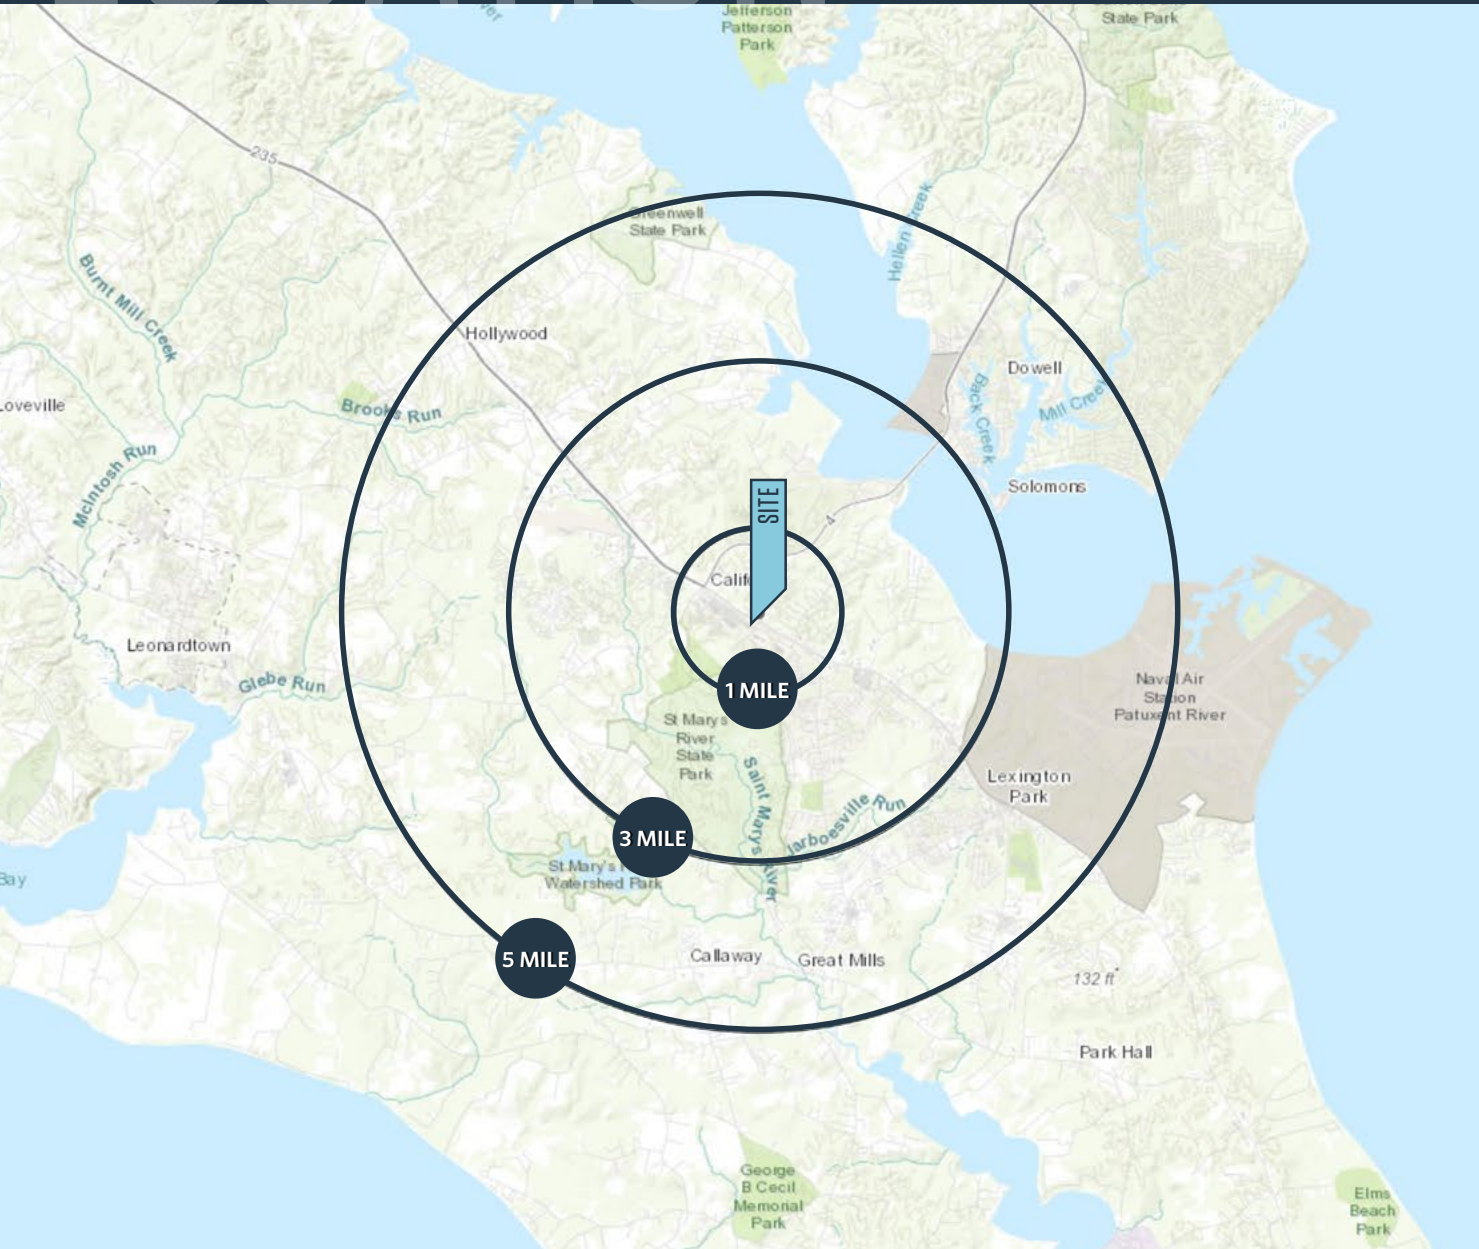 Jefferson
Patterson
Park
State Park
235
Greenwell
State Park
Hellen Creek
Burnt Mill Creek
Hollywood
Dowell
Back Creek
Mill Creek
Loveville
Brooks Run
McIntosh Run
Solomons
SITE
4
Calif
Leonardtown
Glebe Run
1 MILE
Naval Air
Station
Patuxent River
St Marys
River
State
Park
Saint Marys River
Lexington
Park
Jarboesville Run
3 MILE
St Mary's
Watershed Park
Bay
5 MILE
Callaway
Great Mills
132 ft
Park Hall
George
B Cecil
Memorial
Park
Elms
Beach
Park